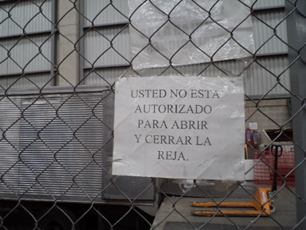 USTED NO ESTA
AUTORIZADO
PARA ABRIR
Y CERRAR LA
REJA.